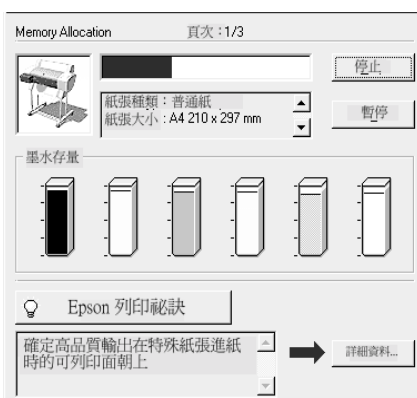 Memory Allocation 頁次：1/3
停止
紙張種類：普通紙
紙張大小：A4 210 x 297 mm
暫停
墨水存量
Epson 列印祕訣
確定高品質輸出在特殊紙張進紙
時的可列印面朝上
詳細資料...